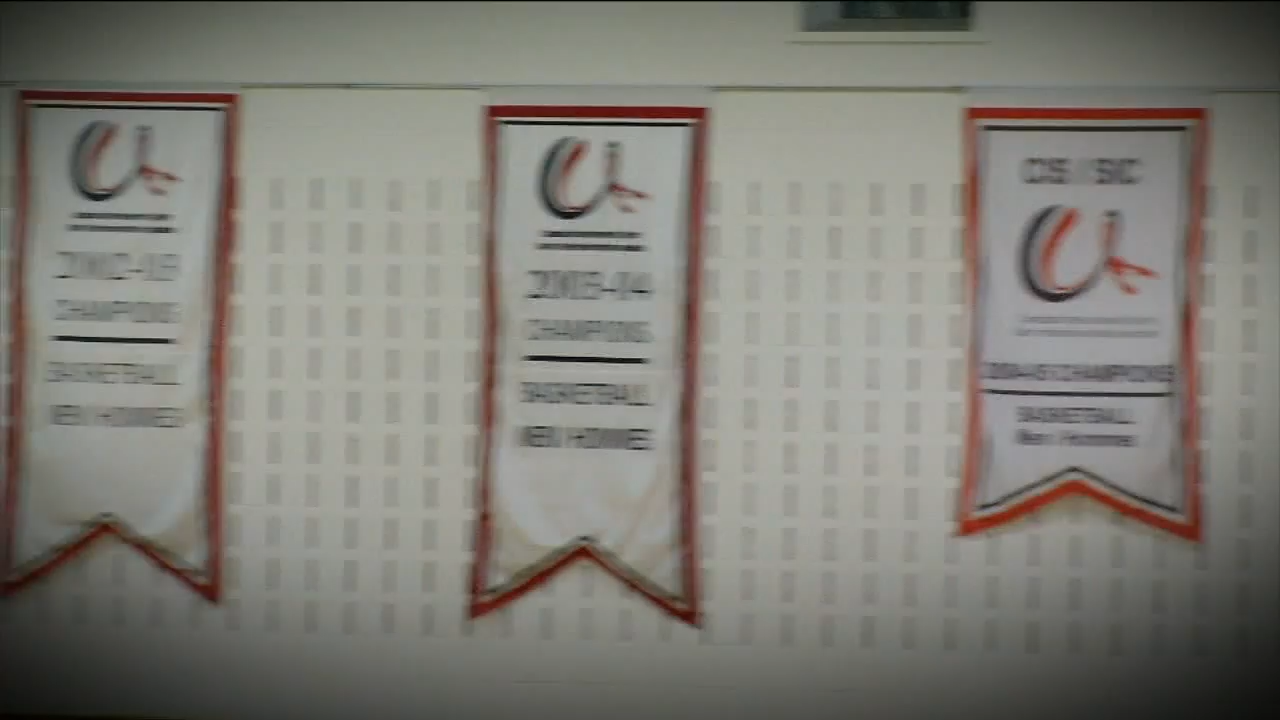 2002-03
CHAMPIONS
BASKETBALL
MEN HOMMES
2003-04
CHAMPIONS
BASKETBALL
MEN HOMMES
CIS / SIC
2004-5 CHAMPIONS
BASKETBALL
Men Hommes